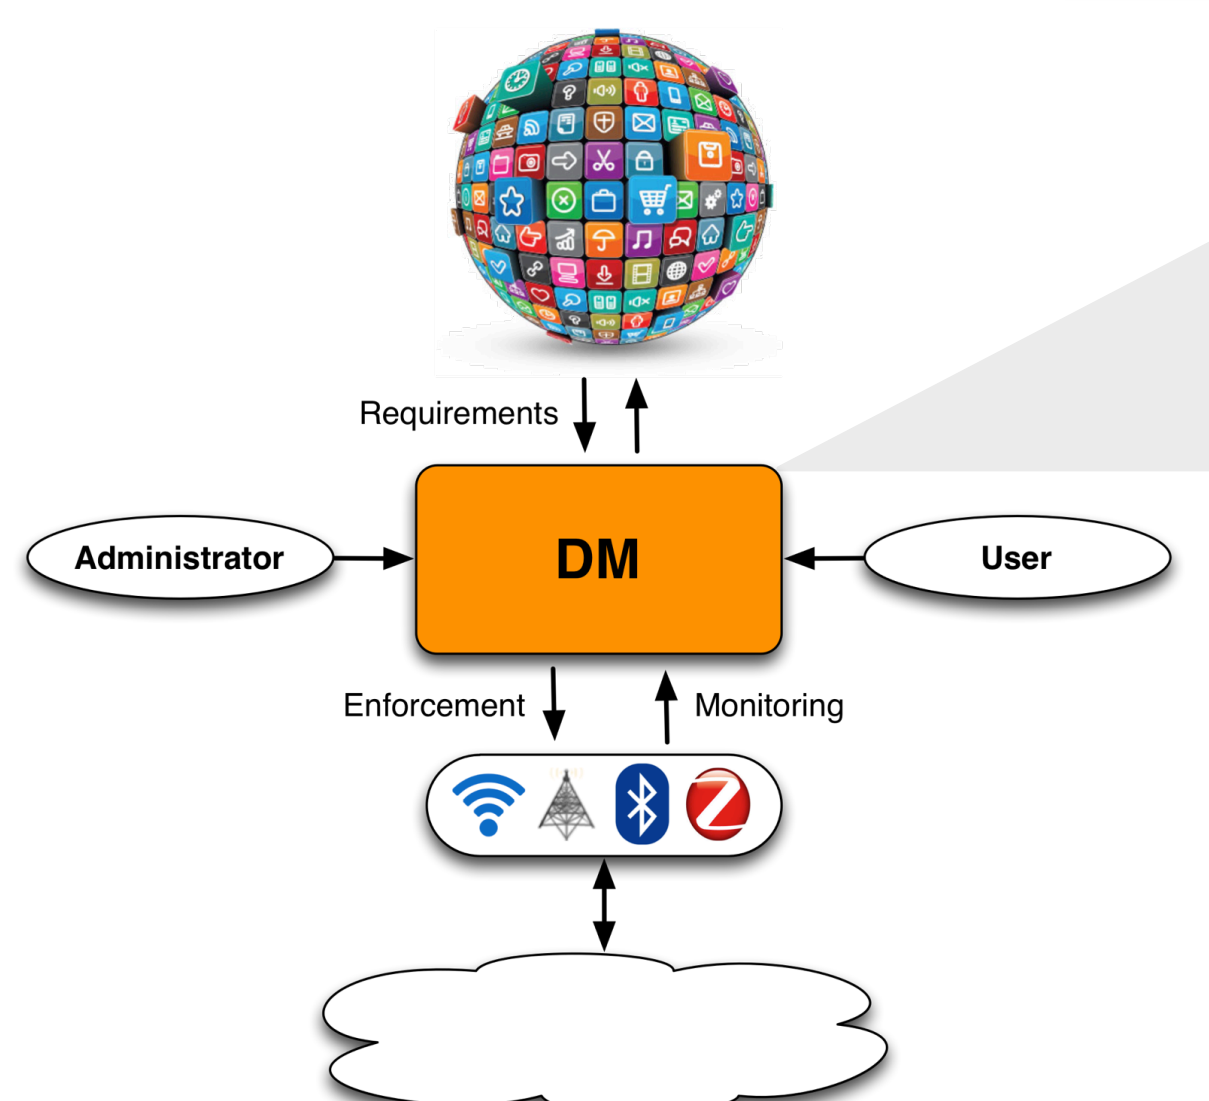 Requirements
Administrator
DM
User
Enforcement
Monitoring